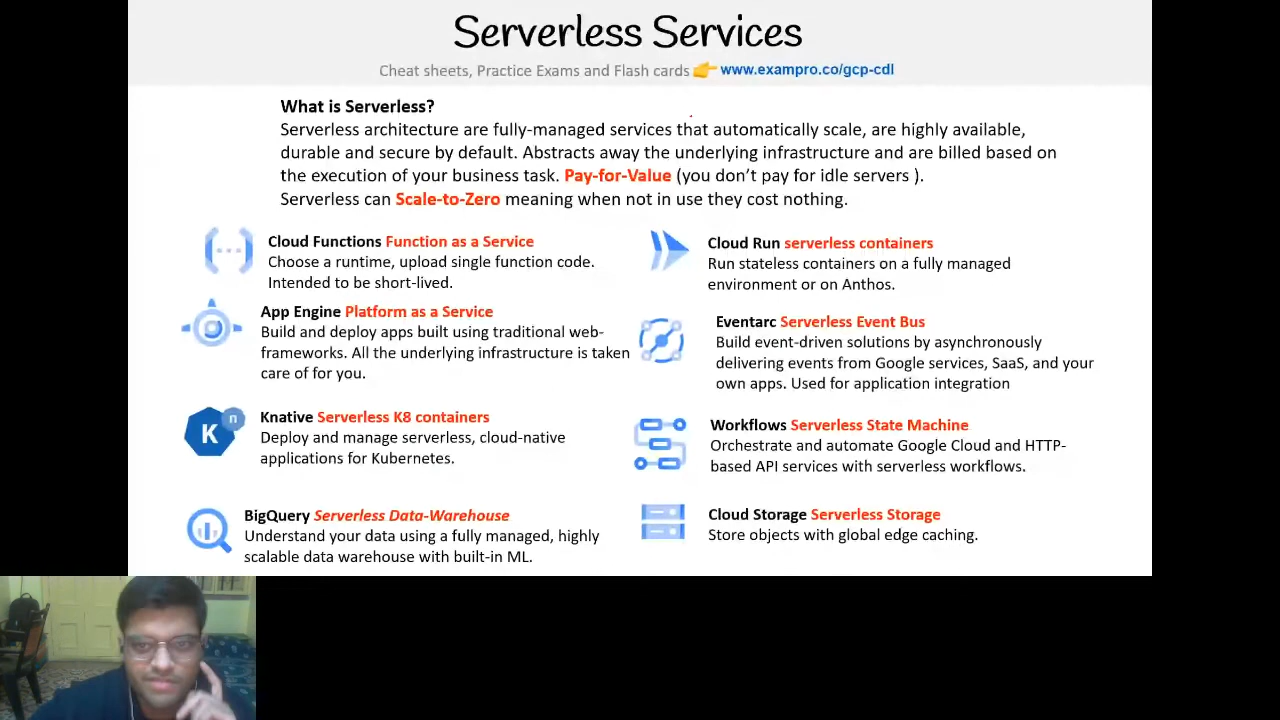 Serverless Services
Cheat sheets, Practice Exams and Flash cards 👉 www.exampro.co/gcp-cdl
What is Serverless?
Serverless architecture are fully-managed services that automatically scale, are highly available,
durable and secure by default. Abstracts away the underlying infrastructure and are billed based on
the execution of your business task. Pay-for-Value (you don't pay for idle servers ).
Serverless can Scale-to-Zero meaning when not in use they cost nothing.
Cloud Functions Function as a Service
Choose a runtime, upload single function code.
Intended to be short-lived.
App Engine Platform as a Service
Build and deploy apps built using traditional web-
frameworks. All the underlying infrastructure is taken
care of for you.
K n
Knative Serverless K8 containers
Deploy and manage serverless, cloud-native
applications for Kubernetes.
BigQuery Serverless Data-Warehouse
Understand your data using a fully managed, highly
scalable data warehouse with built-in ML.
Cloud Run serverless containers
Run stateless containers on a fully managed
environment or on Anthos.
Eventarc Serverless Event Bus
Build event-driven solutions by asynchronously
delivering events from Google services, SaaS, and your
own apps. Used for application integration
Workflows Serverless State Machine
Orchestrate and automate Google Cloud and HTTP-
based API services with serverless workflows.
Cloud Storage Serverless Storage
Store objects with global edge caching.